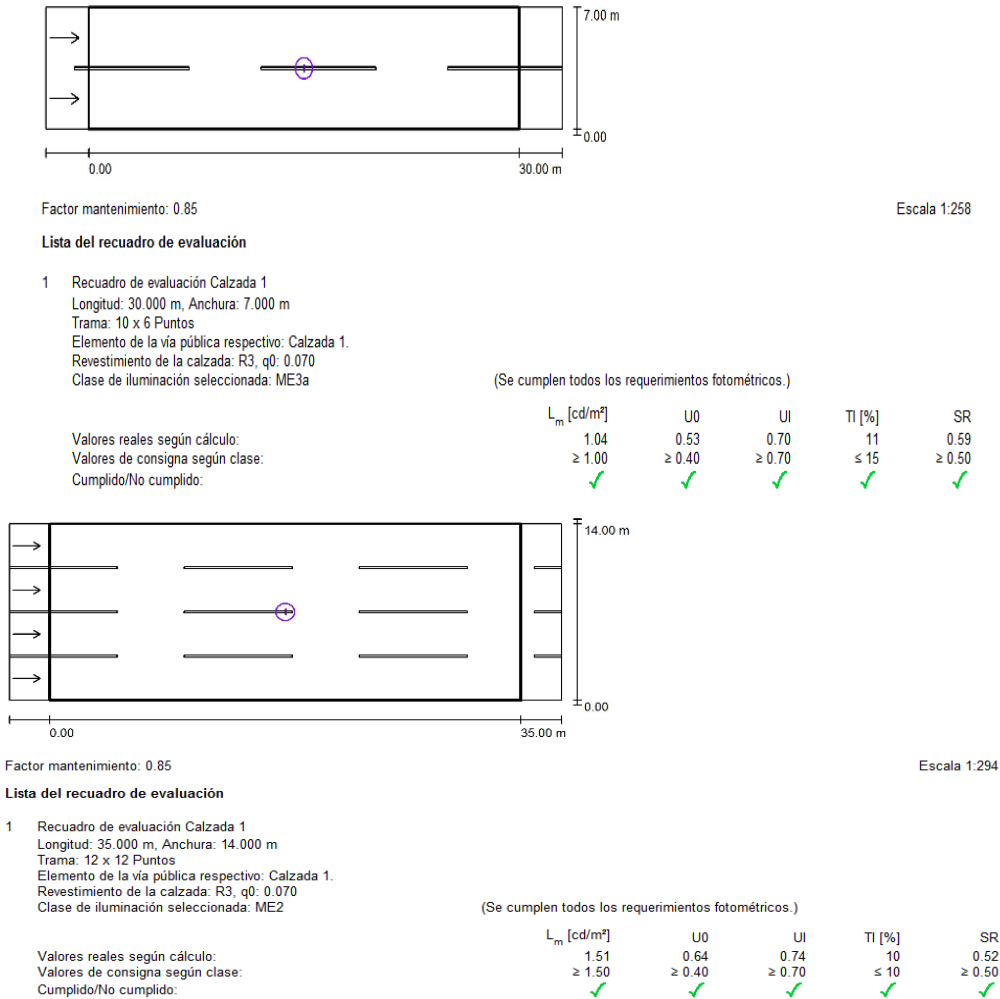 7.00 m
0.00
0.00
30.00 m
Factor mantenimiento: 0.85
Escala 1:258
Lista del recuadro de evaluación
1 Recuadro de evaluación Calzada 1
Longitud: 30.000 m, Anchura: 7.000 m
Trama: 10 x 6 Puntos
Elemento de la vía pública respectivo: Calzada 1.
Revestimiento de la calzada: R3, q0: 0.070
Clase de iluminación seleccionada: ME3a (Se cumplen todos los requerimientos fotométricos.)
Lm [cd/m²] U0 UI TI [%] SR
Valores reales según cálculo: 1.04 0.53 0.70 11 0.59
Valores de consigna según clase: ≥ 1.00 ≥ 0.40 ≥ 0.70 ≤ 15 ≥ 0.50
Cumplido/No cumplido: ✓ ✓ ✓ ✓ ✓
14.00 m
0.00
0.00
35.00 m
Factor mantenimiento: 0.85
Escala 1:294
Lista del recuadro de evaluación
1 Recuadro de evaluación Calzada 1
Longitud: 35.000 m, Anchura: 14.000 m
Trama: 12 x 12 Puntos
Elemento de la vía pública respectivo: Calzada 1.
Revestimiento de la calzada: R3, q0: 0.070
Clase de iluminación seleccionada: ME2 (Se cumplen todos los requerimientos fotométricos.)
Lm [cd/m²] U0 UI TI [%] SR
Valores reales según cálculo: 1.51 0.64 0.74 10 0.52
Valores de consigna según clase: ≥ 1.50 ≥ 0.40 ≥ 0.70 ≤ 10 ≥ 0.50
Cumplido/No cumplido: ✓ ✓ ✓ ✓ ✓